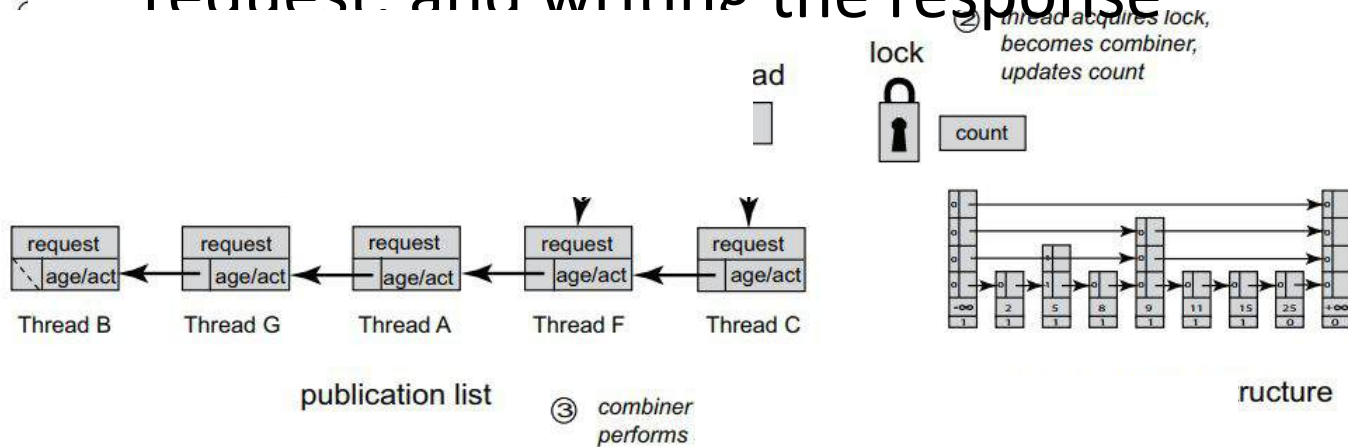 request, and writing the response
② thread acquires lock,
becomes combiner,
updates count
lock
ad
count
request request request request request
age/act age/act age/act age/act age/act
Thread B Thread G Thread A Thread F Thread C
-∞ 2 5 8 9 11 15 25 +∞
1 1 1 1 1 1 1 0 0
publication list
ructure
③ combiner
performs